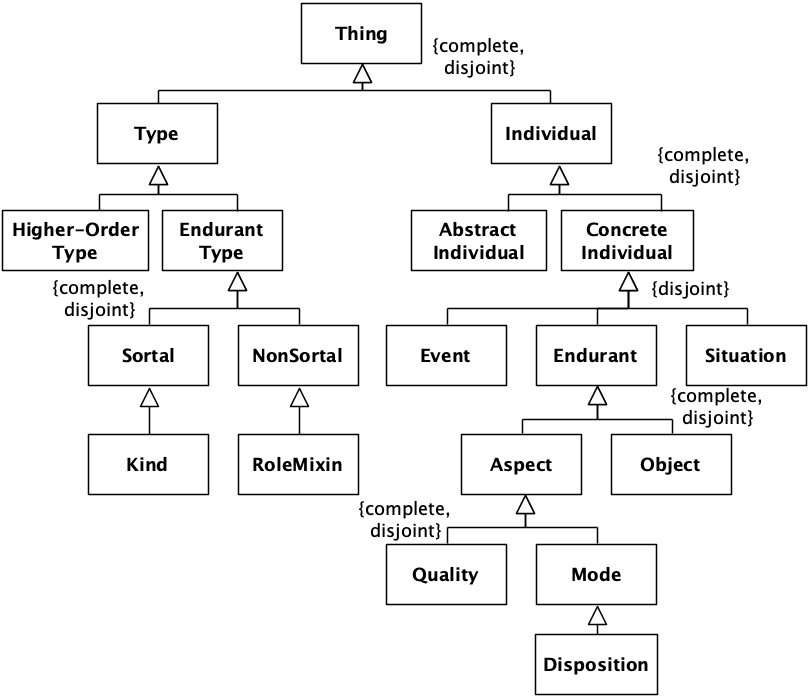 Thing
{complete,
disjoint}
Type
Individual
{complete,
disjoint}
Higher-Order
Type
Endurant
Type
Abstract
Individual
Concrete
Individual
{complete,
disjoint}
{disjoint}
Sortal
NonSortal
Event
Endurant
Situation
{complete,
disjoint}
Kind
RoleMixin
Aspect
Object
{complete,
disjoint}
Quality
Mode
Disposition